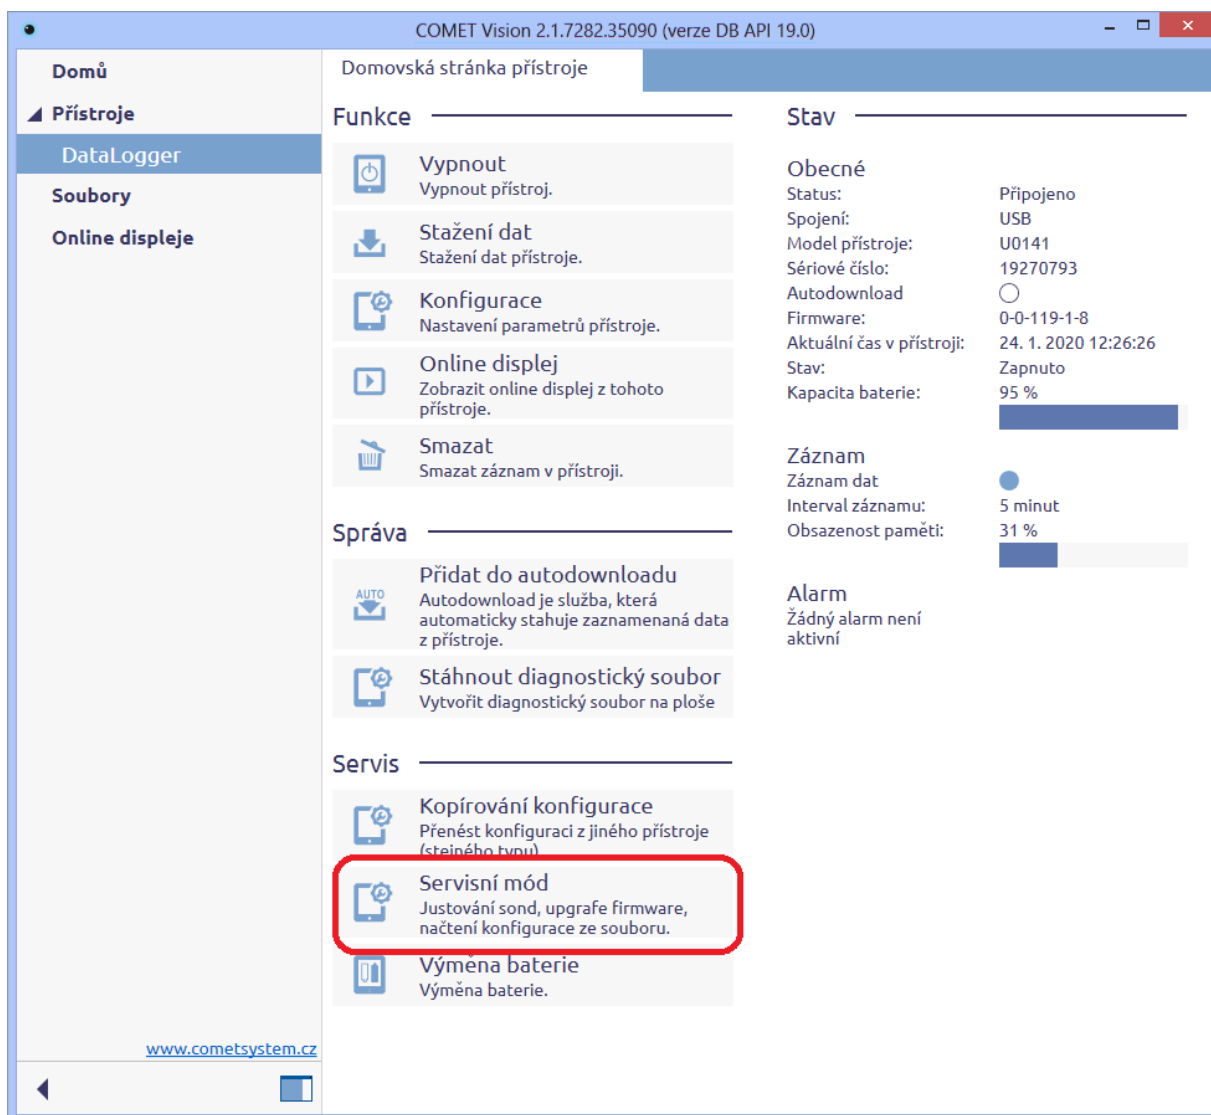 COMET Vision 2.1.7282.35090 (verze DB API 19.0)
Domů
Přístroje
DataLogger
Soubory
Online displeje
www.cometsystem.cz
Domovská stránka přístroje
Funkce
Vypnout
Vypnout přístroj.
Stažení dat
Stažení dat přístroje.
Konfigurace
Nastavení parametrů přístroje.
Online displej
Zobrazit online displej z tohoto
přístroje.
Smazat
Smazat záznam v přístroji.
Správa
AUTO
Přidat do autodownloadu
Autodownload je služba, která
automaticky stahuje zaznamenaná data
z přístroje.
Stáhnout diagnostický soubor
Vytvořit diagnostický soubor na ploše
Servis
Kopírování konfigurace
Přenést konfiguraci z jiného přístroje
(stejného typu)
Servisní mód
Justování sond, upgrafe firmware,
načtení konfigurace ze souboru.
Výměna baterie
Výměna baterie.
Stav
Obecné
Status: Připojeno
Spojení: USB
Model přístroje: U0141
Sériové číslo: 19270793
Autodownload
Firmware: 0-0-119-1-8
Aktuální čas v přístroji: 24. 1. 2020 12:26:26
Stav: Zapnuto
Kapacita baterie: 95 %
Záznam
Záznam dat
Interval záznamu: 5 minut
Obsazenost paměti: 31 %
Alarm
Žádný alarm není
aktivní